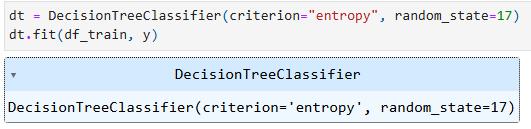 dt = DecisionTreeClassifier(criterion="entropy", random_state=17)
dt.fit(df_train, y)
DecisionTreeClassifier
DecisionTreeClassifier(criterion='entropy', random_state=17)